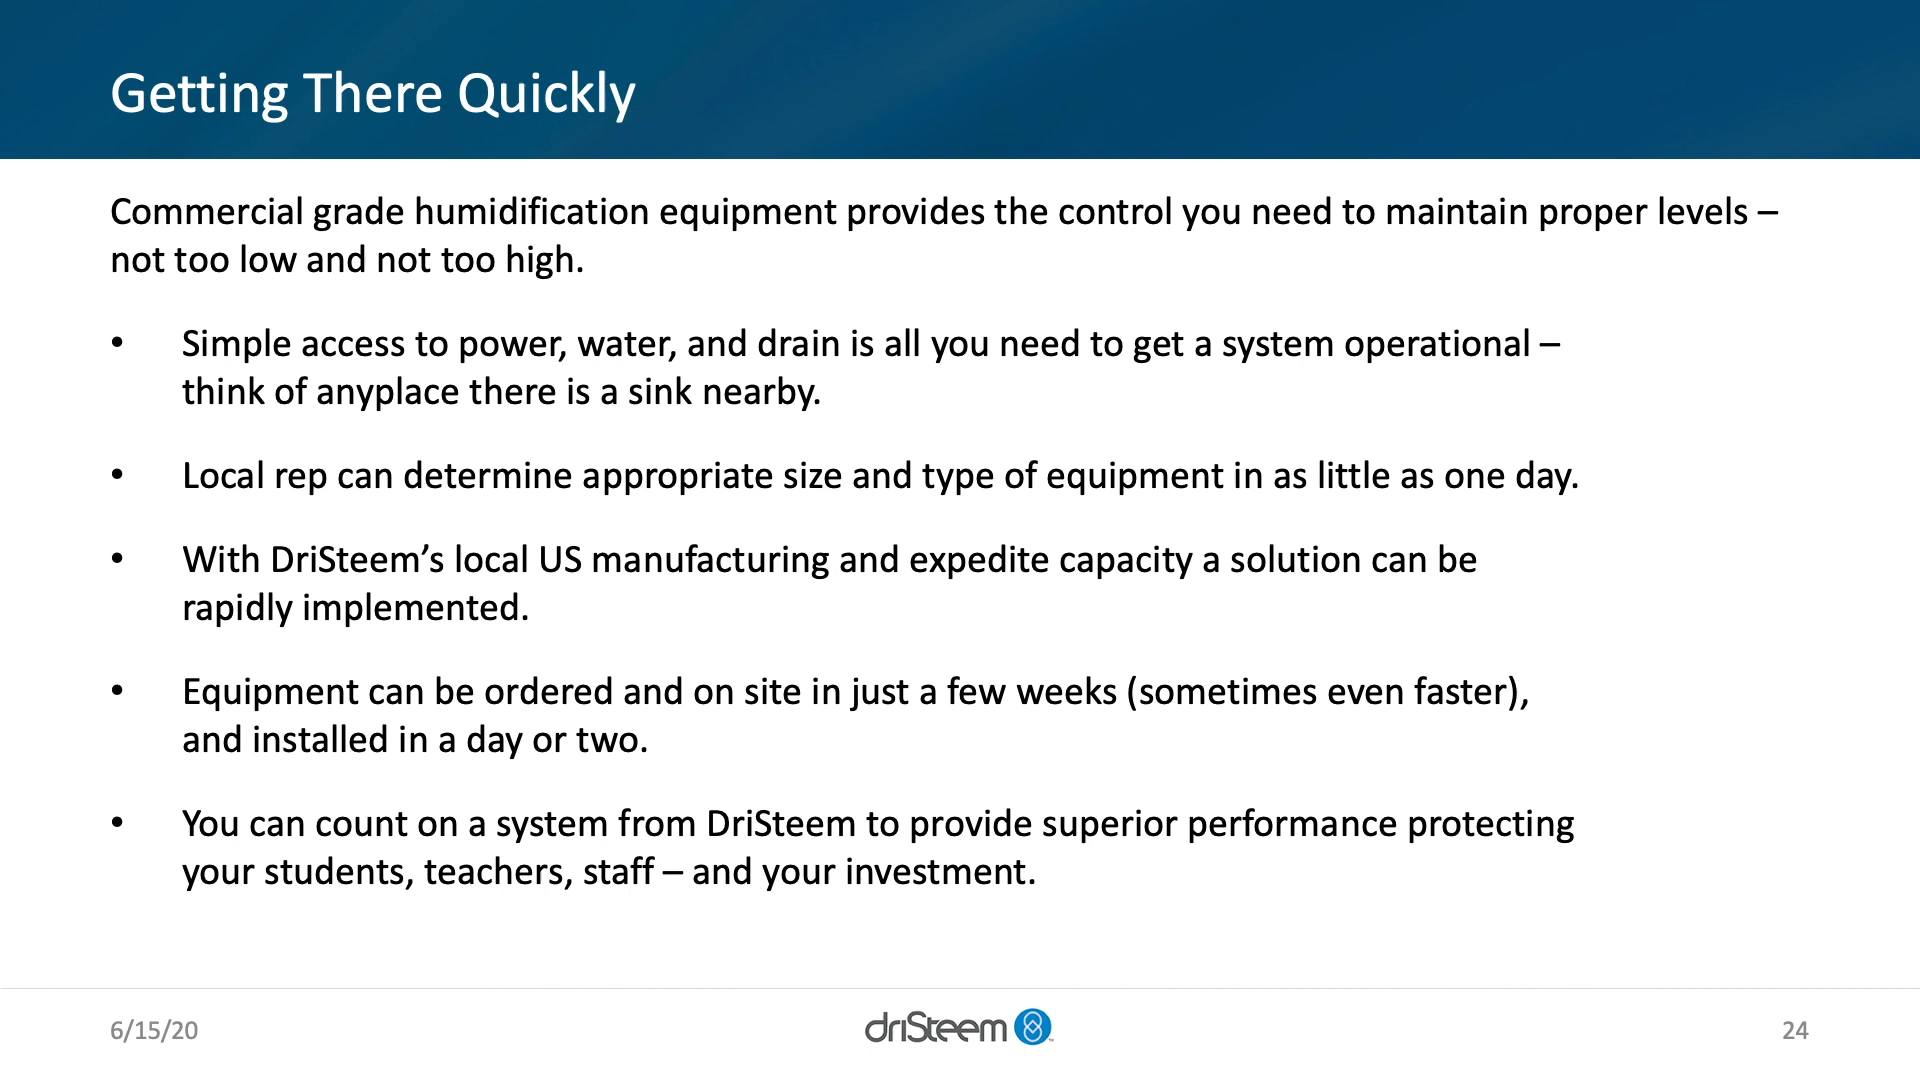 Getting There Quickly
Commercial grade humidification equipment provides the control you need to maintain proper levels –
not too low and not too high.
• Simple access to power, water, and drain is all you need to get a system operational –
think of anyplace there is a sink nearby.
• Local rep can determine appropriate size and type of equipment in as little as one day.
• With DriSteem’s local US manufacturing and expedite capacity a solution can be
rapidly implemented.
• Equipment can be ordered and on site in just a few weeks (sometimes even faster),
and installed in a day or two.
• You can count on a system from DriSteem to provide superior performance protecting
your students, teachers, staff – and your investment.
6/15/20
driSteem
24